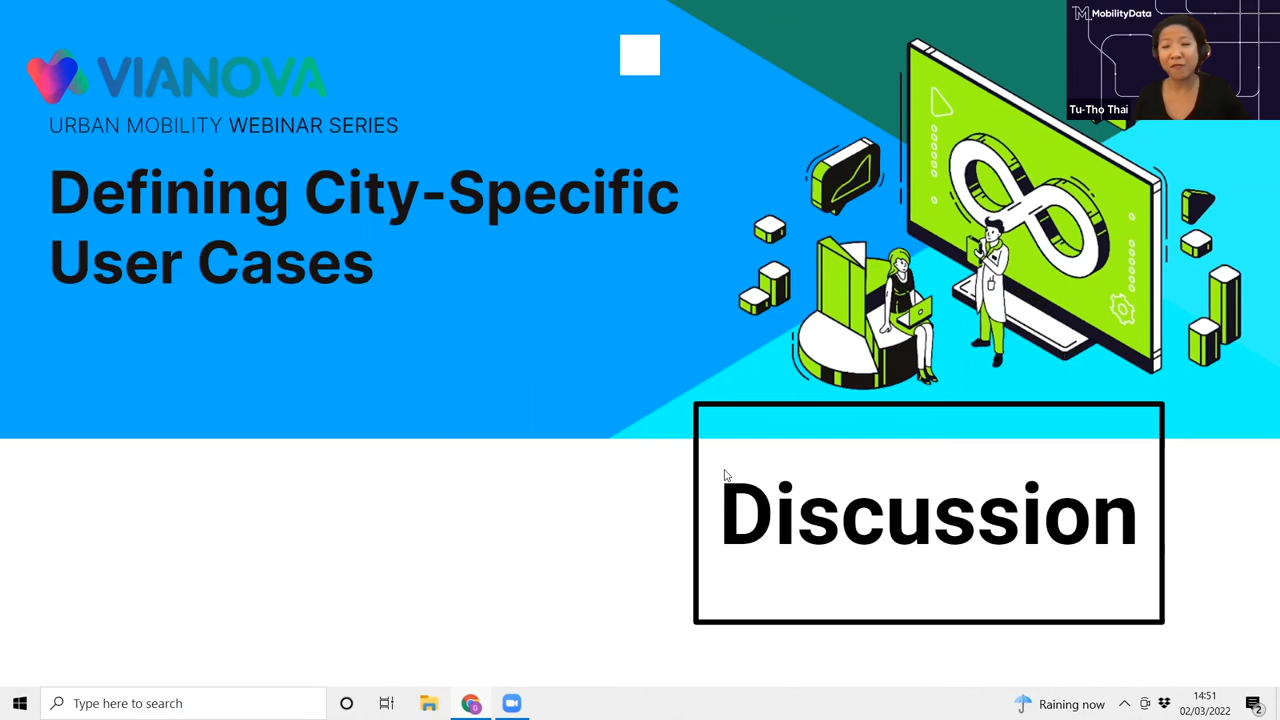 VIANOVA
URBAN MOBILITY WEBINAR SERIES
Defining City-Specific
User Cases
MobilityData
Tu-Tho Thai
Discussion
Type here to search
Raining now
14:51
02/03/2022
2